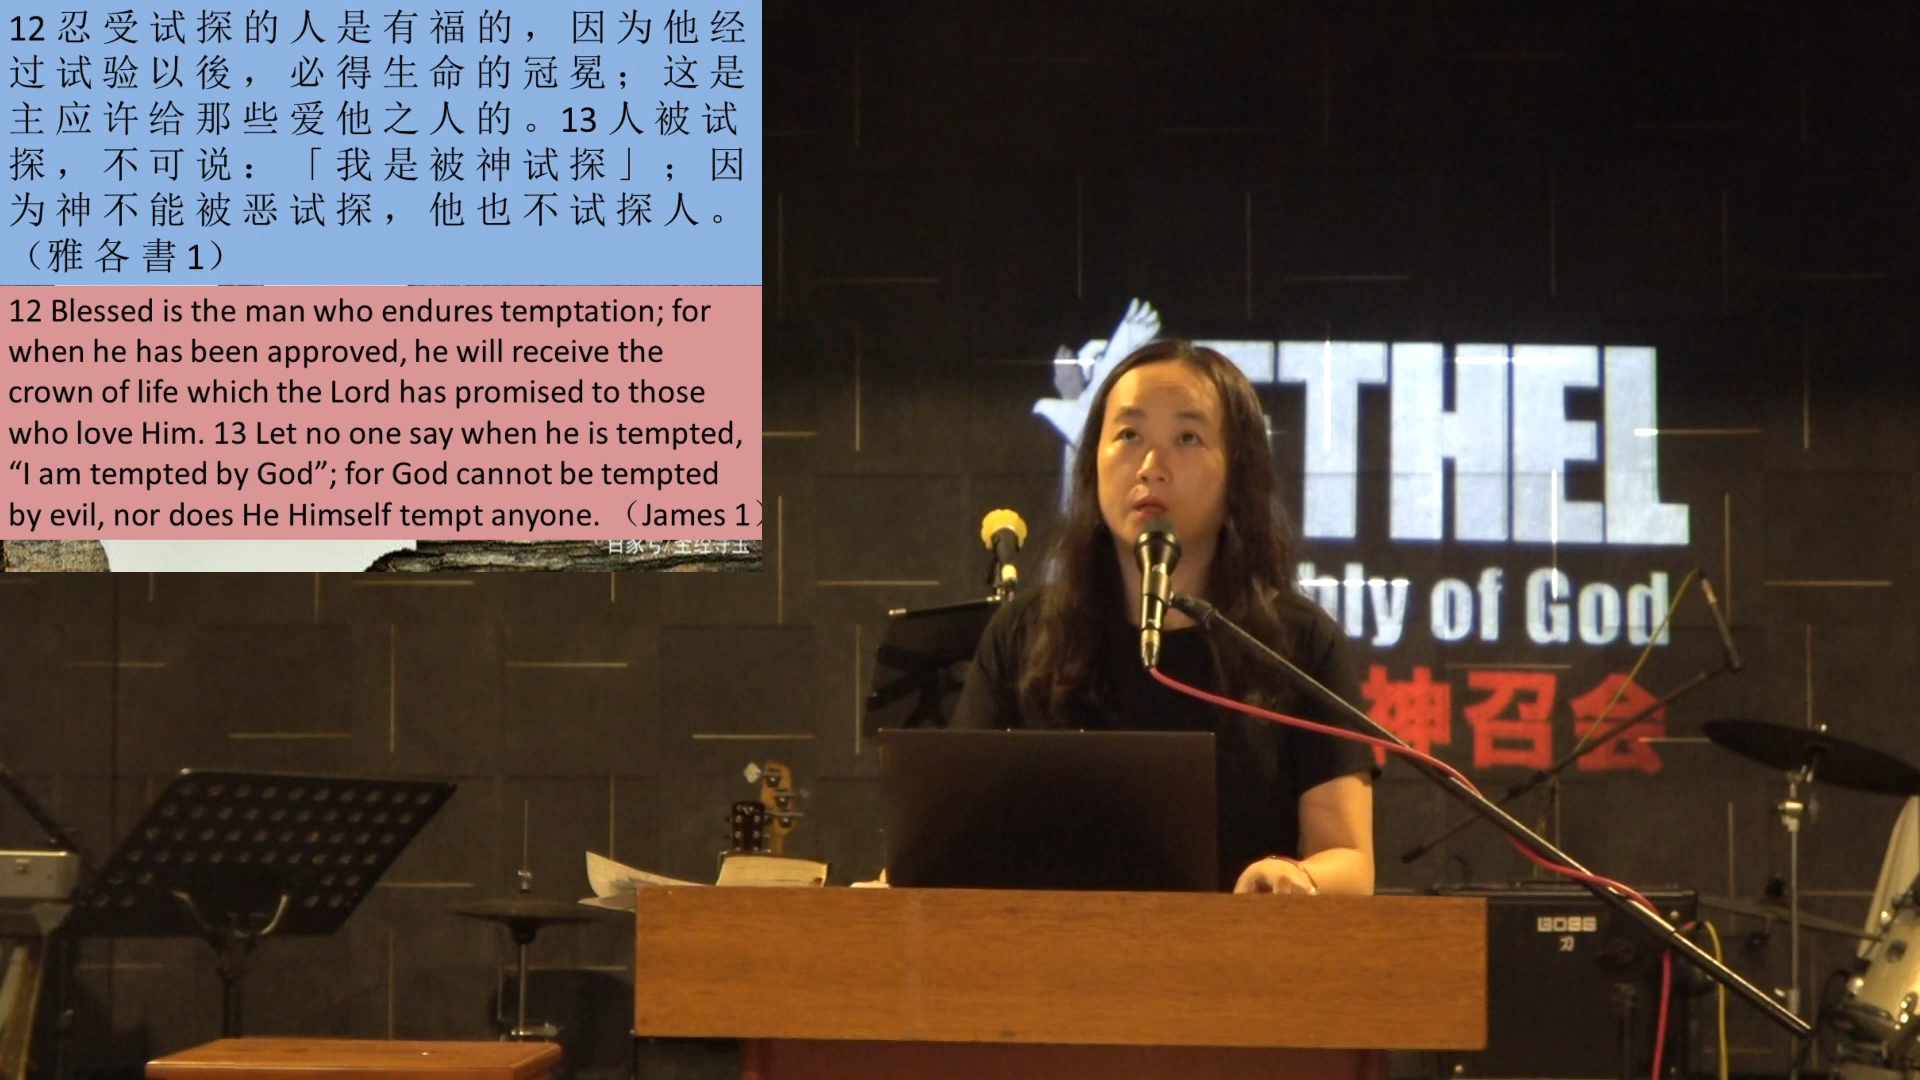 12 忍受试探的人是有福的，因为他经
过试验以後，必得生命的冠冕；这是
主应许给那些爱他之人的。13 人被试
探，不可说：「我是被神试探」；因
为神不能被恶试探，他也不试探人。
（雅各書 1）
12 Blessed is the man who endures temptation; for
when he has been approved, he will receive the
crown of life which the Lord has promised to those
who love Him. 13 Let no one say when he is tempted,
“I am tempted by God”; for God cannot be tempted
by evil, nor does He Himself tempt anyone. （James 1）
THEL
of God
神召会
BOSS